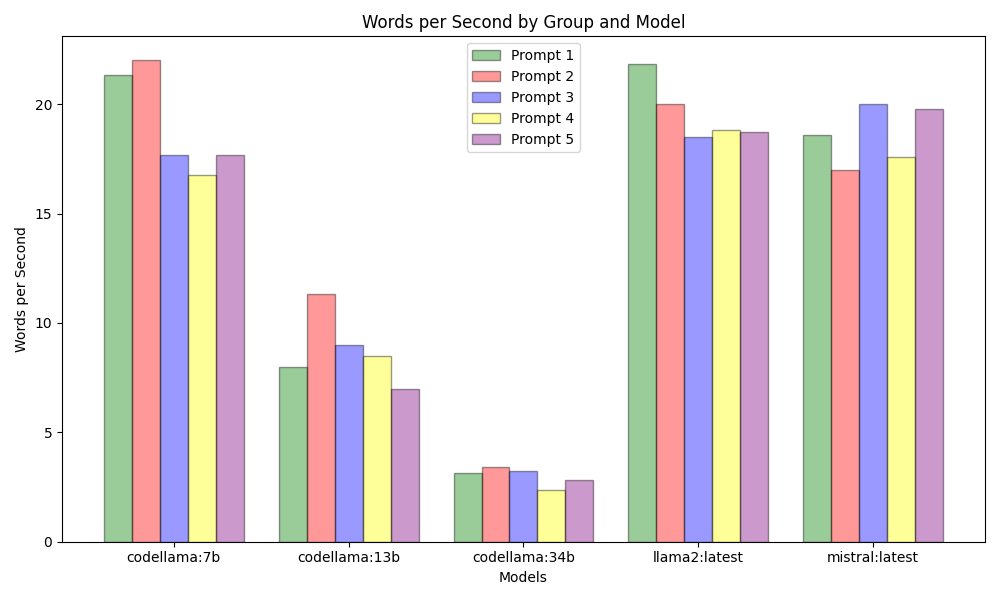 Words per Second by Group and Model
Prompt 1
Prompt 2
Prompt 3
Prompt 4
Prompt 5
Words per Second
20
15
10
5
0
codellama:7b codellama:13b codellama:34b llama2:latest mistral:latest
Models